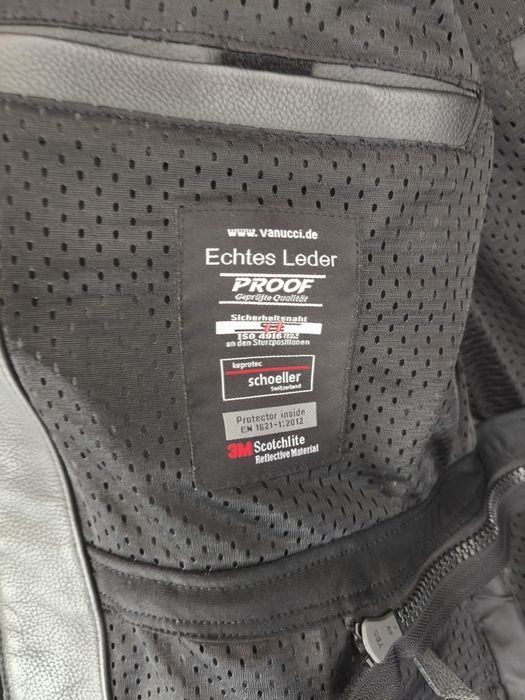 www.vanucci.de
Echtes Leder
PROOF
Geprüfte Qualität
Sicherheitsnaht
ISO 4916
an den Sturzpositionen
keprotec
schoeller
Switzerland
Protector inside
EN 1621-1:2012
3M Scotchlite
Reflective Material